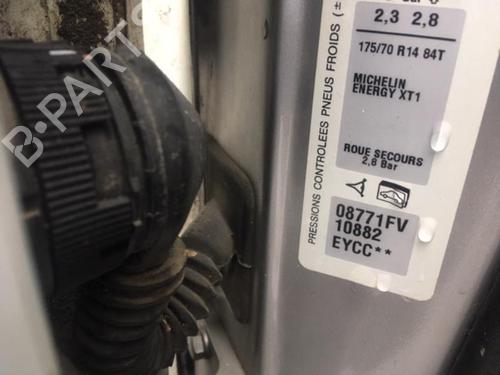 Bar
2,3 2,8
175/70 R14 84T
MICHELIN
ENERGY XT1
ROUE SECOURS
2,8 Bar
08771FV
10882
EYCC**
PRESSIONS CONTROLEES PNEUS FROIDS (±
B-PARTS